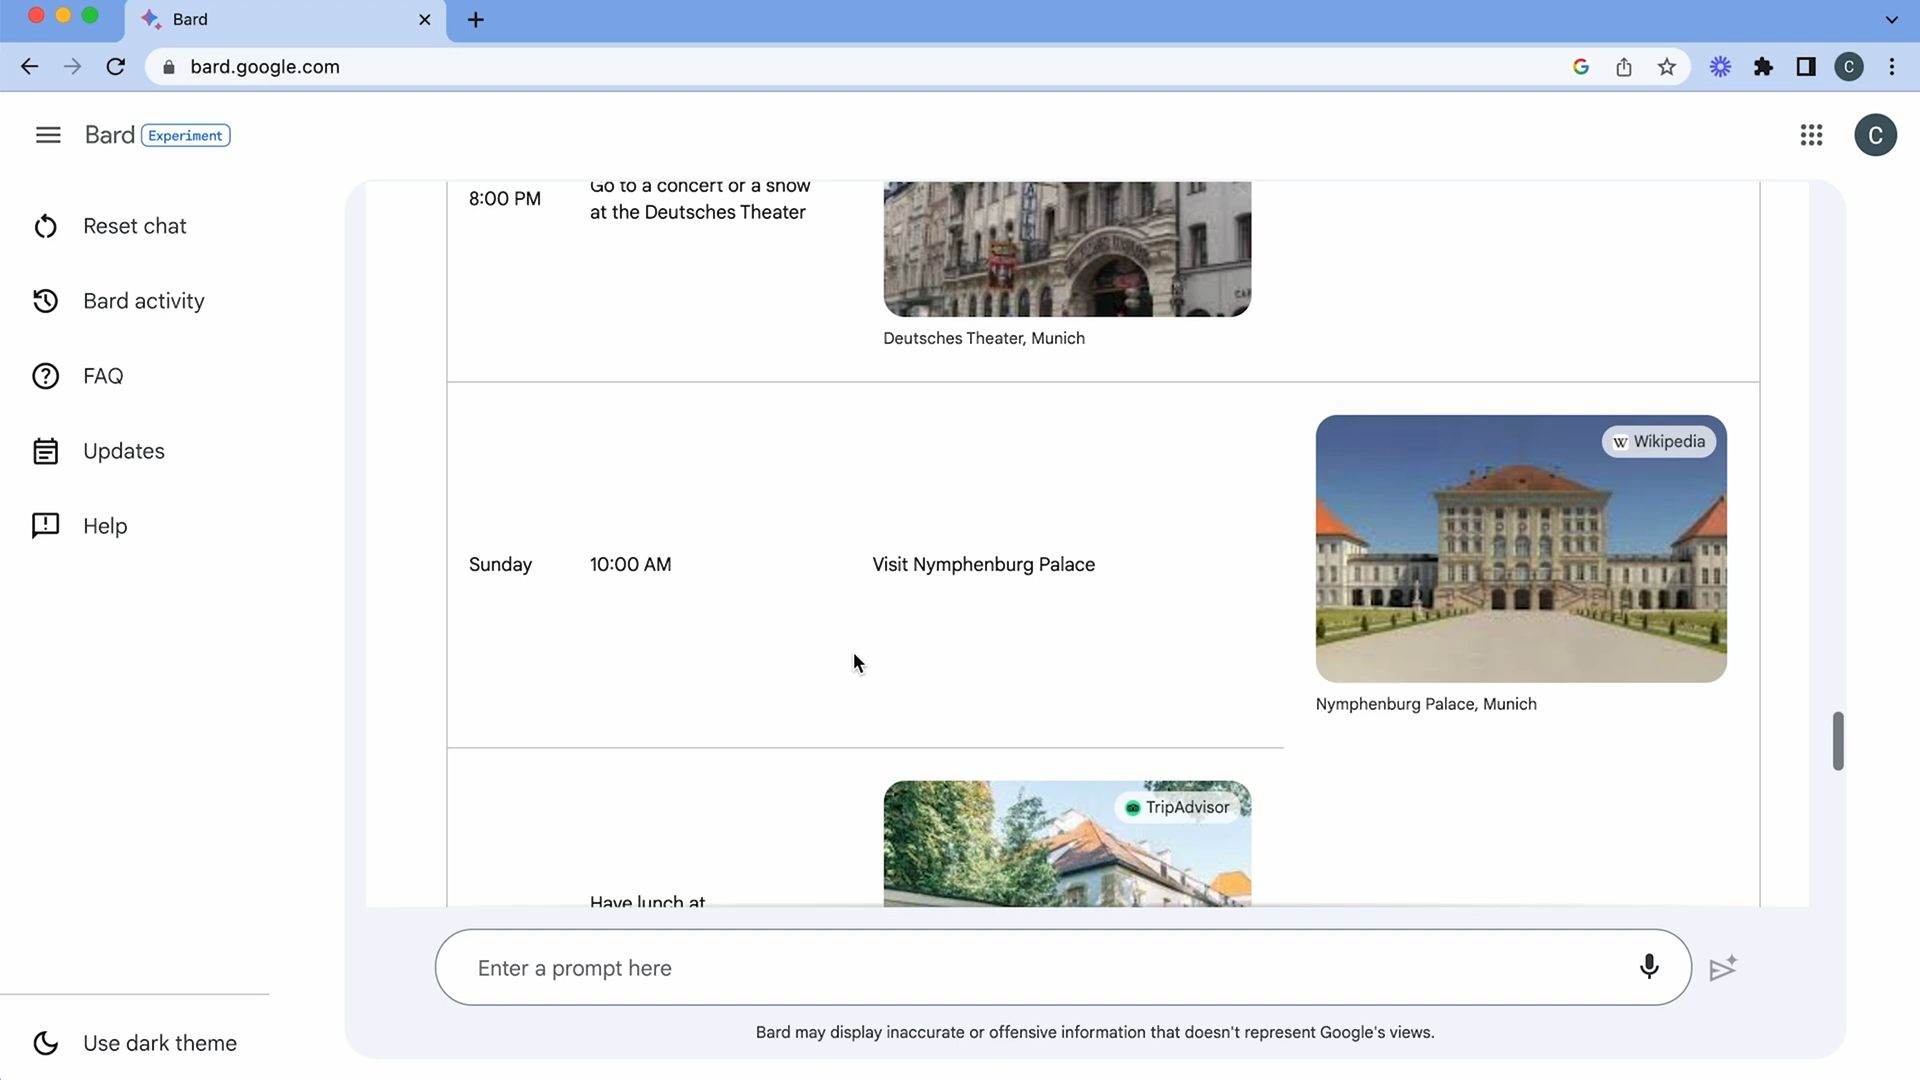 Bard
bard.google.com
C
Bard Experiment
C
Reset chat
Bard activity
FAQ
Updates
Help
Use dark theme
8:00 PM
Go to a concert or a show
at the Deutsches Theater
Deutsches Theater, Munich
Sunday
10:00 AM
Visit Nymphenburg Palace
W Wikipedia
Nymphenburg Palace, Munich
TripAdvisor
Have lunch at
Enter a prompt here
Bard may display inaccurate or offensive information that doesn't represent Google's views.